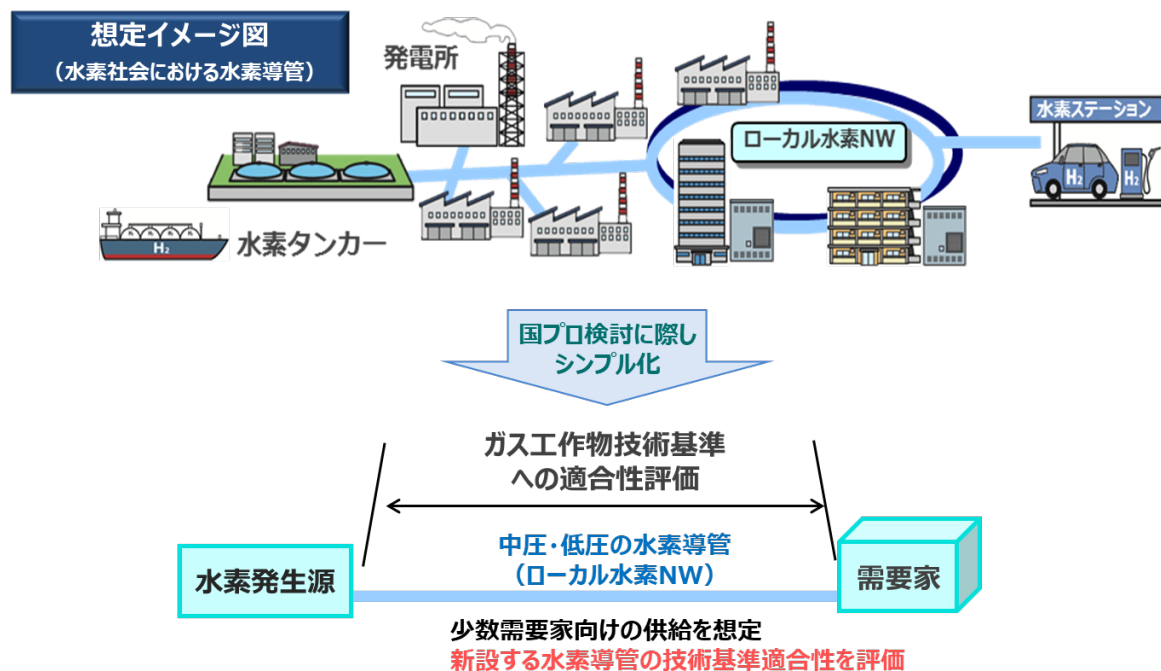 想定イメージ図
（水素社会における水素導管）
発電所
水素ステーション
ローカル水素NW
H₂
H₂
H₂
水素タンカー
国プロ検討に際し
シンプル化
ガス工作物技術基準
への適合性評価
中圧・低圧の水素導管
（ローカル水素NW）
水素発生源
需要家
少数需要家向けの供給を想定
新設する水素導管の技術基準適合性を評価